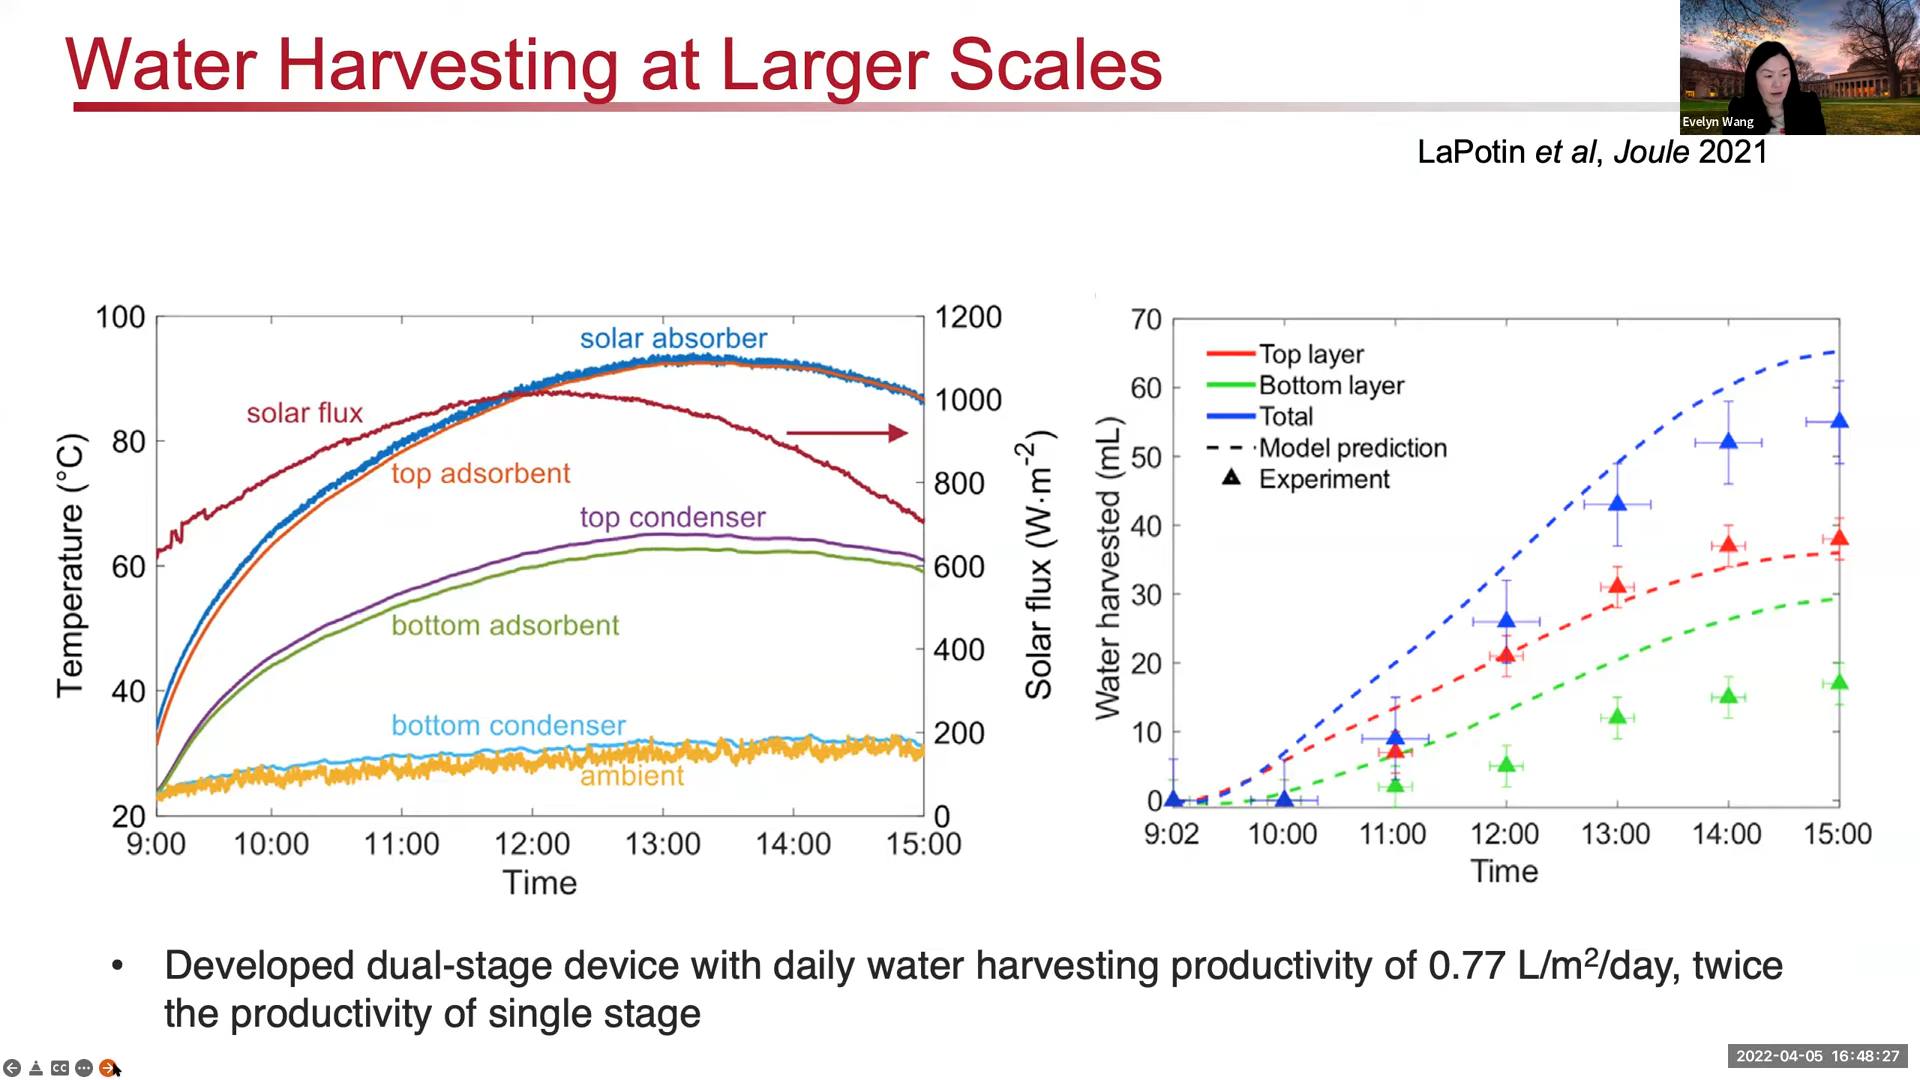 Water Harvesting at Larger Scales
Evelyn Wang
LaPotin et al, Joule 2021
100
80
60
40
20
Temperature (°C)
9:00 10:00 11:00 12:00 13:00 14:00 15:00
Time
1200
1000
800
600
400
200
0
Solar flux (W·m-2)
solar absorber
solar flux
top adsorbent
top condenser
bottom adsorbent
bottom condenser
ambient
70
60
50
40
30
20
10
0
Water harvested (mL)
Top layer
Bottom layer
Total
Model prediction
Experiment
9:02 10:00 11:00 12:00 13:00 14:00 15:00
Time
• Developed dual-stage device with daily water harvesting productivity of 0.77 L/m2/day, twice
the productivity of single stage
CC
2022-04-05 16:48:27